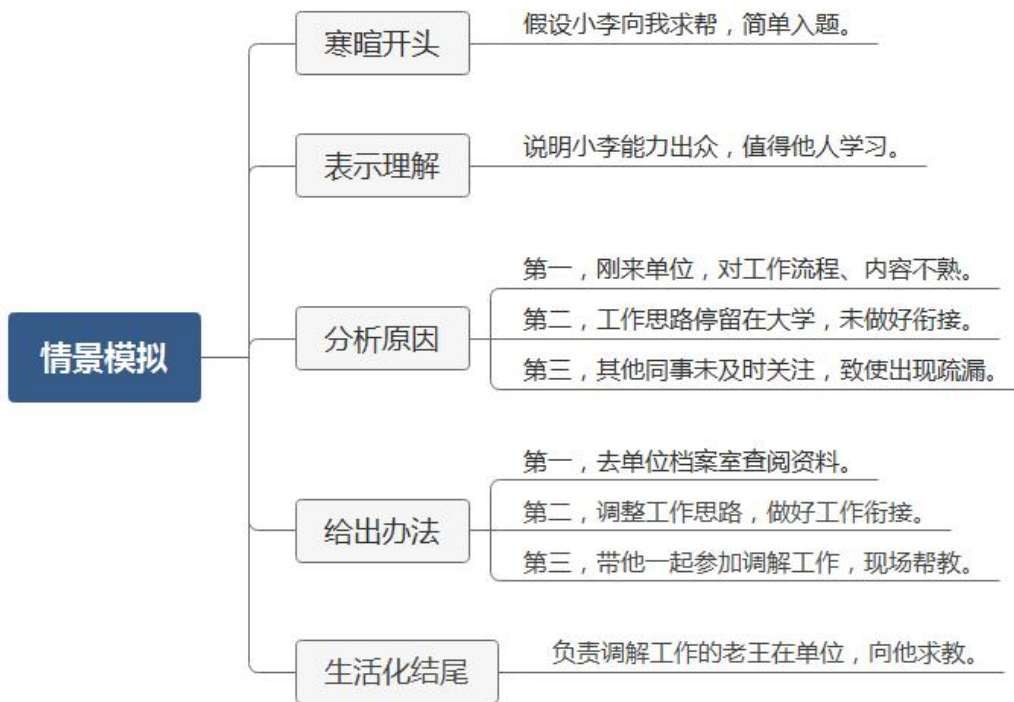 寒暄开头
假设小李向我求帮，简单入题。
表示理解
说明小李能力出众，值得他人学习。
情景模拟
分析原因
第一，刚来单位，对工作流程、内容不熟。
第二，工作思路停留在大学，未做好衔接。
第三，其他同事未及时关注，致使出现疏漏。
给出办法
第一，去单位档案室查阅资料。
第二，调整工作思路，做好工作衔接。
第三，带他一起参加调解工作，现场帮教。
生活化结尾
负责调解工作的老王在单位，向他求教。